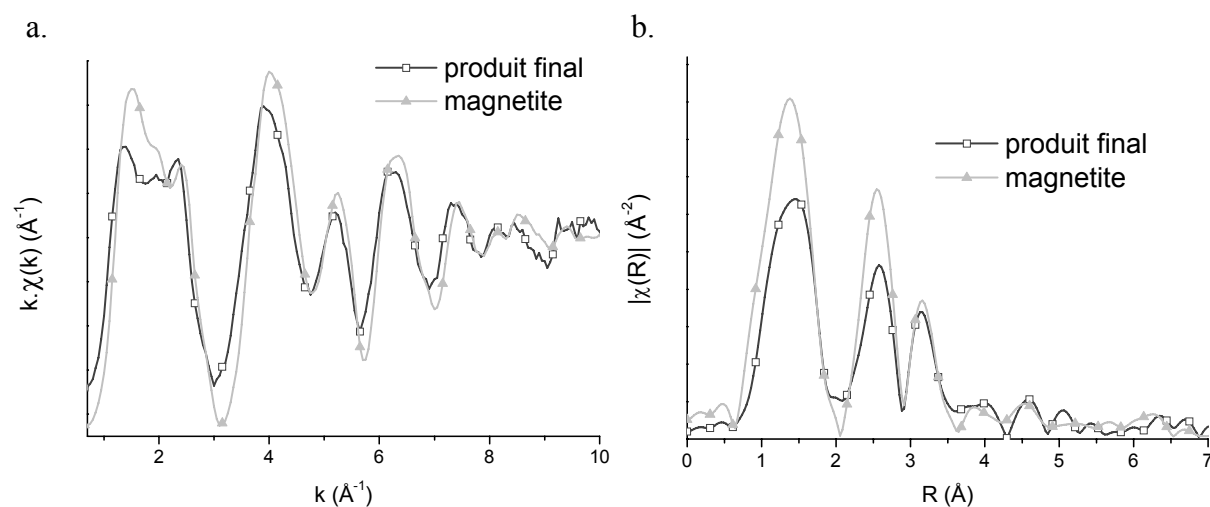 a.
produit final
magnetite
k.χ(k) (Å⁻¹)
2 4 6 8 10
k (Å⁻¹)
b.
produit final
magnetite
|χ(R)| (Å⁻²)
0 1 2 3 4 5 6 7
R (Å)